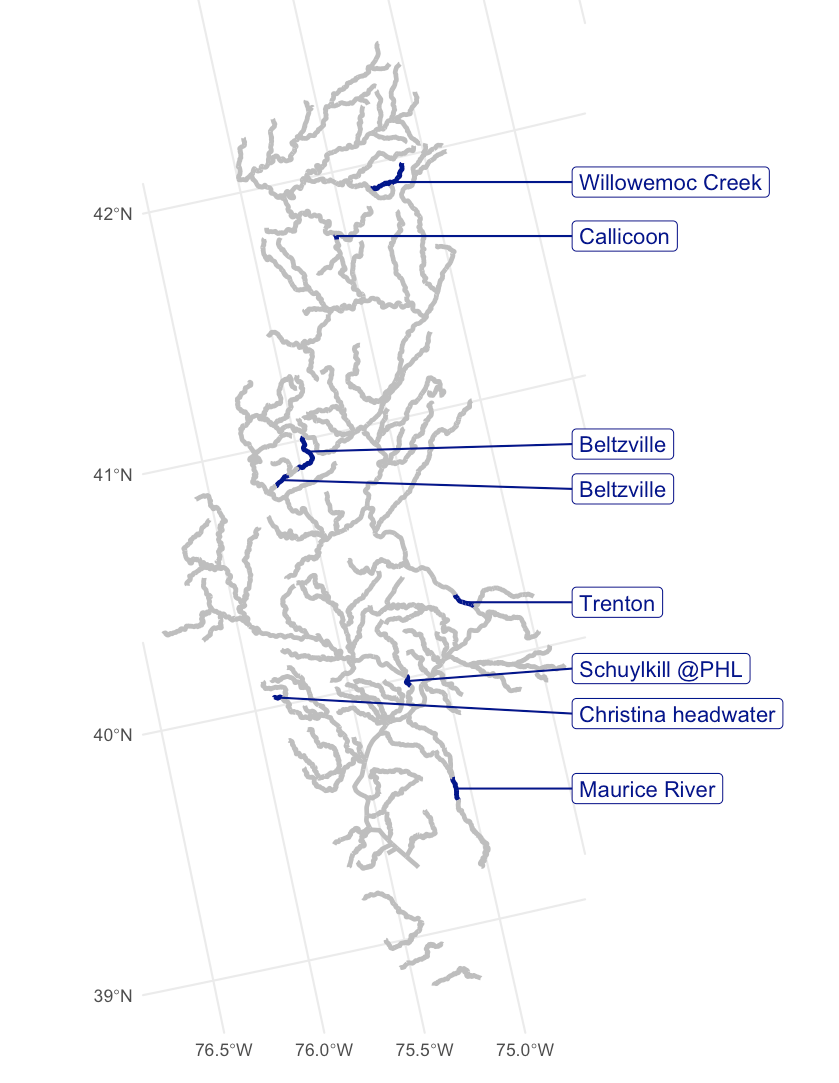 Willowemoc Creek
42°N
Callicoon
Beltzville
41°N
Beltzville
Trenton
Schuylkill @PHL
Christina headwater
40°N
Maurice River
39°N
76.5°W 76.0°W 75.5°W 75.0°W